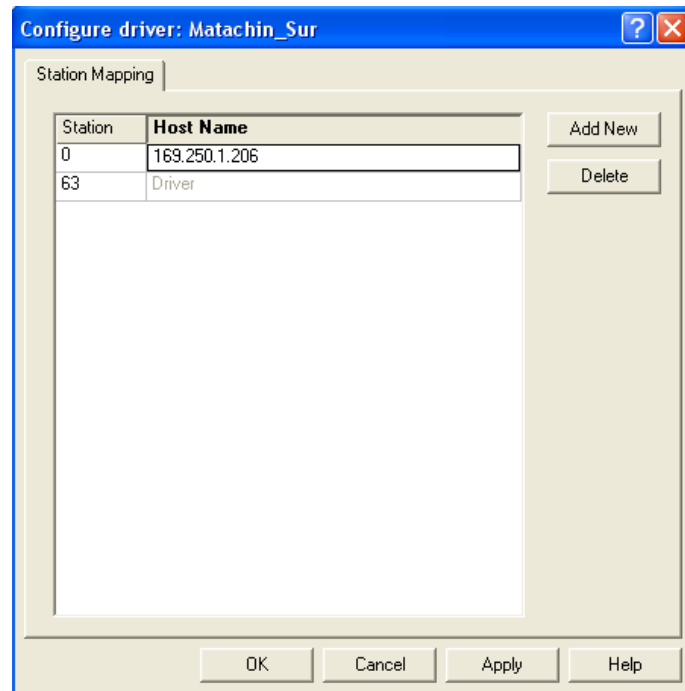 Configure driver: Matachin_Sur
Station Mapping
Station Host Name
0 169.250.1.206
63 Driver
Add New
Delete
OK Cancel Apply Help